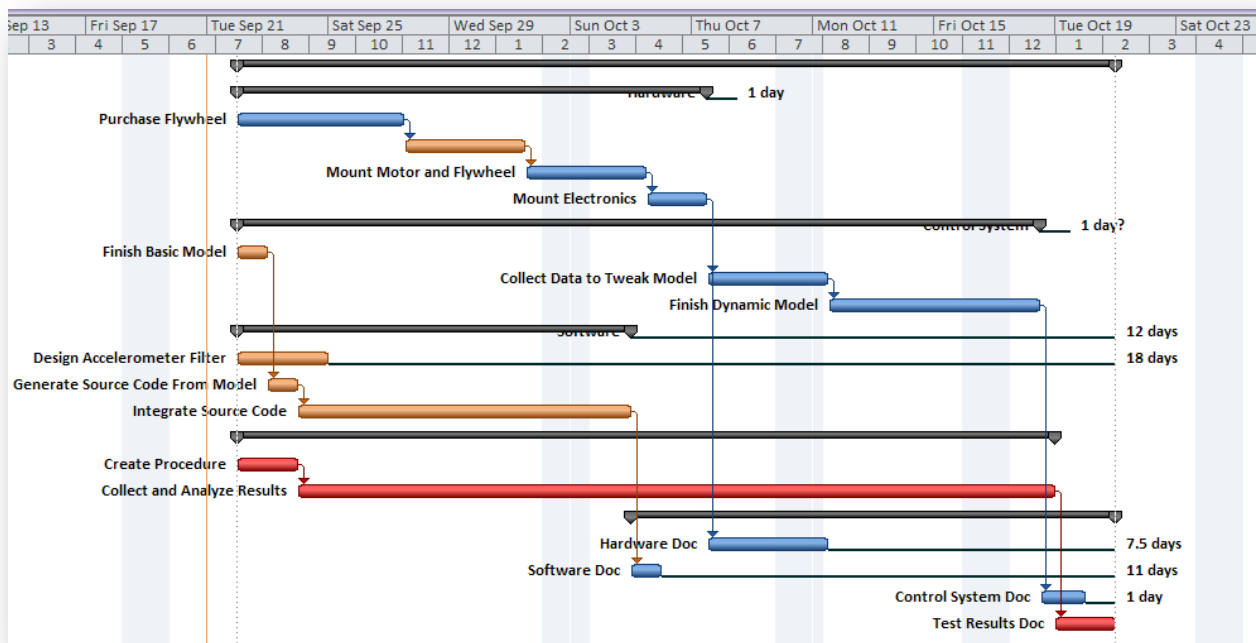 Sep 13 Fri Sep 17 Tue Sep 21 Sat Sep 25 Wed Sep 29 Sun Oct 3 Thu Oct 7 Mon Oct 11 Fri Oct 15 Tue Oct 19 Sat Oct 23
3 4 5 6 7 8 9 10 11 12 1 2 3 4 5 6 7 8 9 10 11 12 1 2 3 4
Hardware 1 day
Purchase Flywheel
Mount Motor and Flywheel
Mount Electronics
Control System 1 day?
Finish Basic Model
Collect Data to Tweak Model
Finish Dynamic Model
Software 12 days
Design Accelerometer Filter 18 days
Generate Source Code From Model
Integrate Source Code
Create Procedure
Collect and Analyze Results
Hardware Doc 7.5 days
Software Doc 11 days
Control System Doc 1 day
Test Results Doc